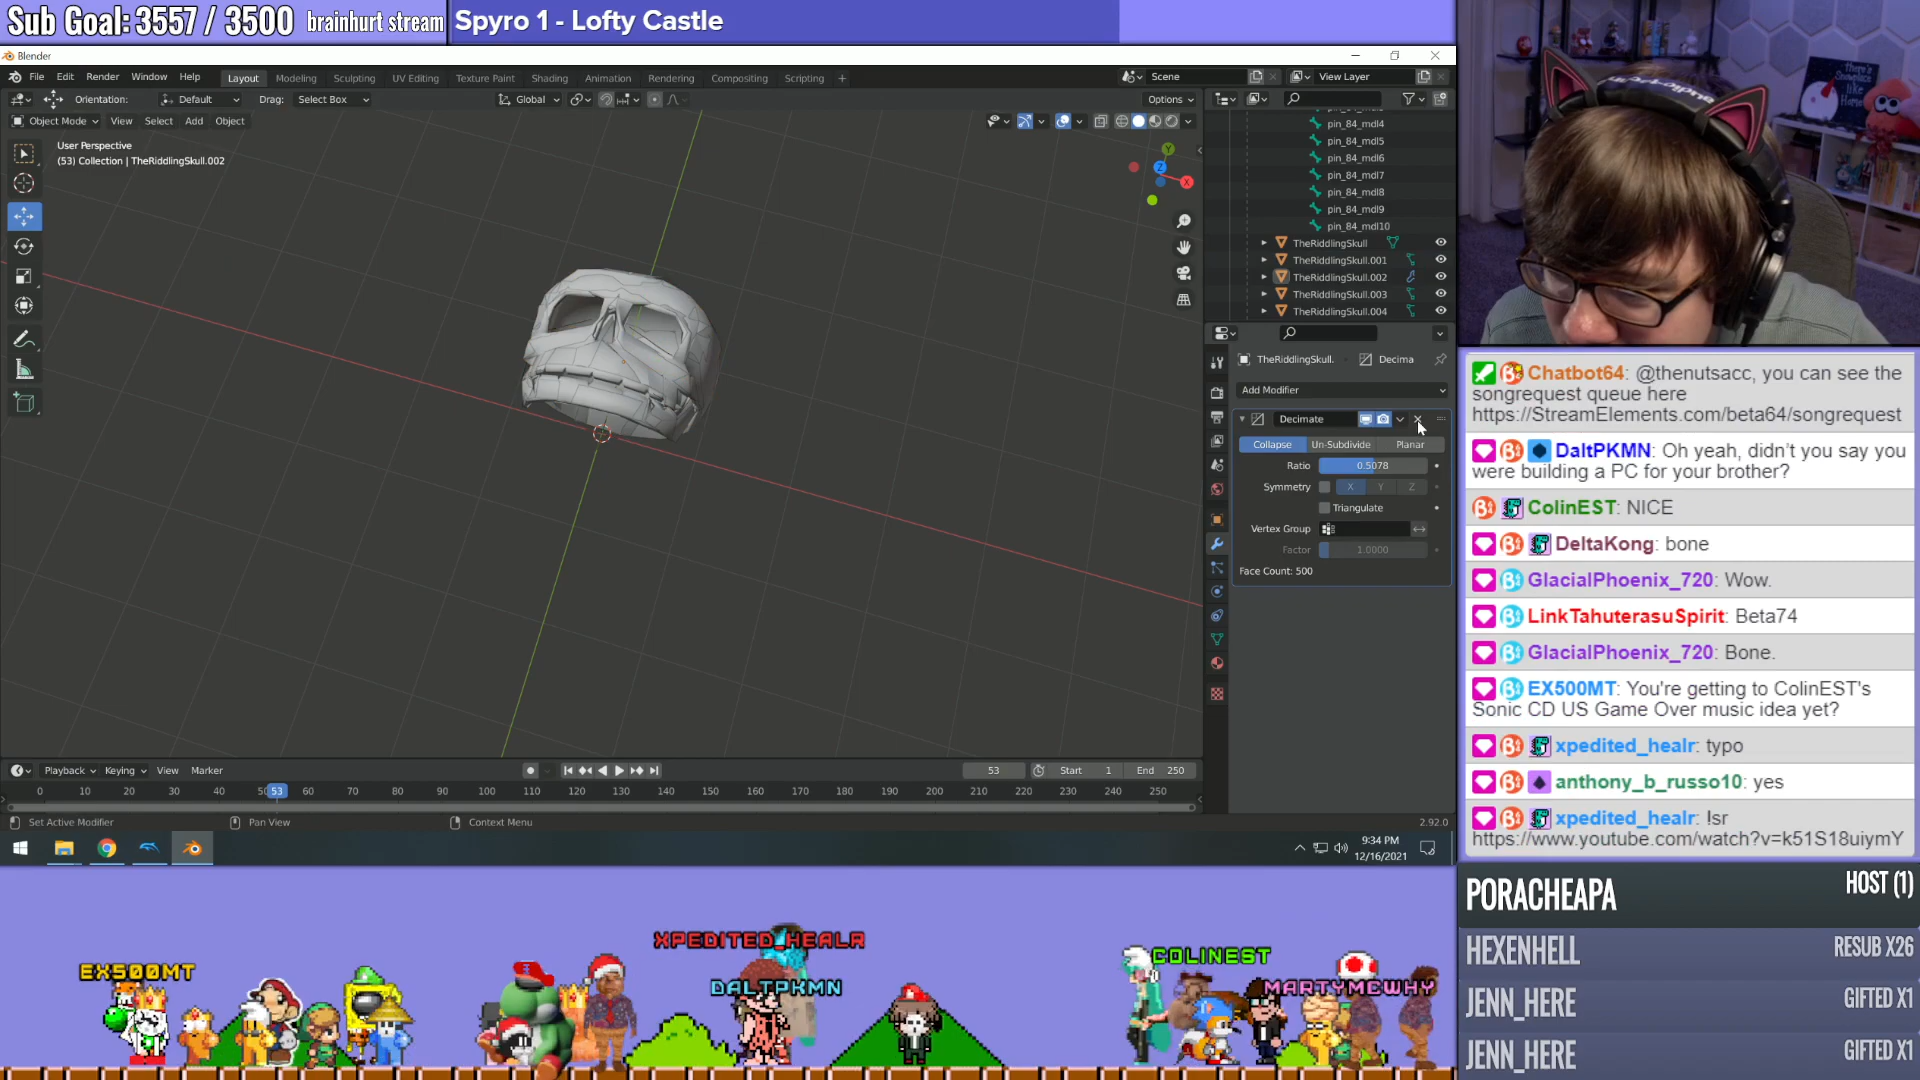 Sub Goal: 3557 / 3500 brainhurt stream Spyro 1 - Lofty Castle
Blender
File Edit Render Window Help Layout Modeling Sculpting UV Editing Texture Paint Shading Animation Rendering Compositing Scripting + Scene View Layer
Orientation: Default Drag: Select Box Global Options
Object Mode View Select Add Object
User Perspective
(53) Collection | TheRiddlingSkull.002
Y
Z
X
pin_84_mdl4
pin_84_mdl5
pin_84_mdl6
pin_84_mdl7
pin_84_mdl8
pin_84_mdl9
pin_84_mdl10
TheRiddlingSkull
TheRiddlingSkull.001
TheRiddlingSkull.002
TheRiddlingSkull.003
TheRiddlingSkull.004
TheRiddlingSkull. Decima
Add Modifier
Decimate
Collapse Un-Subdivide Planar
Ratio 0.5078
Symmetry X Y Z
Triangulate
Vertex Group
Factor 1.0000
Face Count: 500
Playback Keying View Marker 53 Start 1 End 250
0 10 20 30 40 50 53 60 70 80 90 100 110 120 130 140 150 160 170 180 190 200 210 220 230 240 250
Set Active Modifier Pan View Context Menu 2.92.0
9:34 PM
12/16/2021
There's
Snowplace
like
Home
audio-technica
Chatbot64: @thenutsacc, you can see the
songrequest queue here
https://StreamElements.com/beta64/songrequest
DaltPKMN: Oh yeah, didn't you say you
were building a PC for your brother?
ColinEST: NICE
DeltaKong: bone
GlacialPhoenix_720: Wow.
LinkTahuterasuSpirit: Beta74
GlacialPhoenix_720: Bone.
EX500MT: You're getting to ColinEST's
Sonic CD US Game Over music idea yet?
xpedited_healr: typo
anthony_b_russo10: yes
xpedited_healr: !sr
https://www.youtube.com/watch?v=k51S18uiymY
PORACHEAPA HOST (1)
HEXENHELL RESUB X26
JENN_HERE GIFTED X1
JENN_HERE GIFTED X1
EX500MT
XPEDITED_HEALR
DALTPKMN
COLINEST
MARTYMCWHY